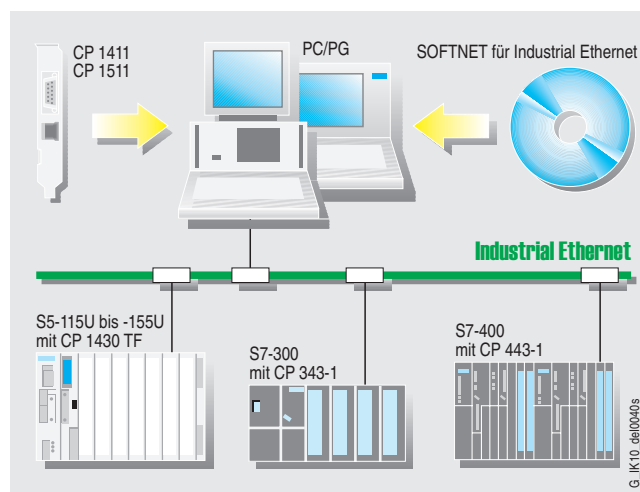 CP 1411
CP 1511
PC/PG
SOFTNET für Industrial Ethernet
Industrial Ethernet
S5-115U bis -155U
mit CP 1430 TF
S7-300
mit CP 343-1
S7-400
mit CP 443-1
G_IK10_del0040s